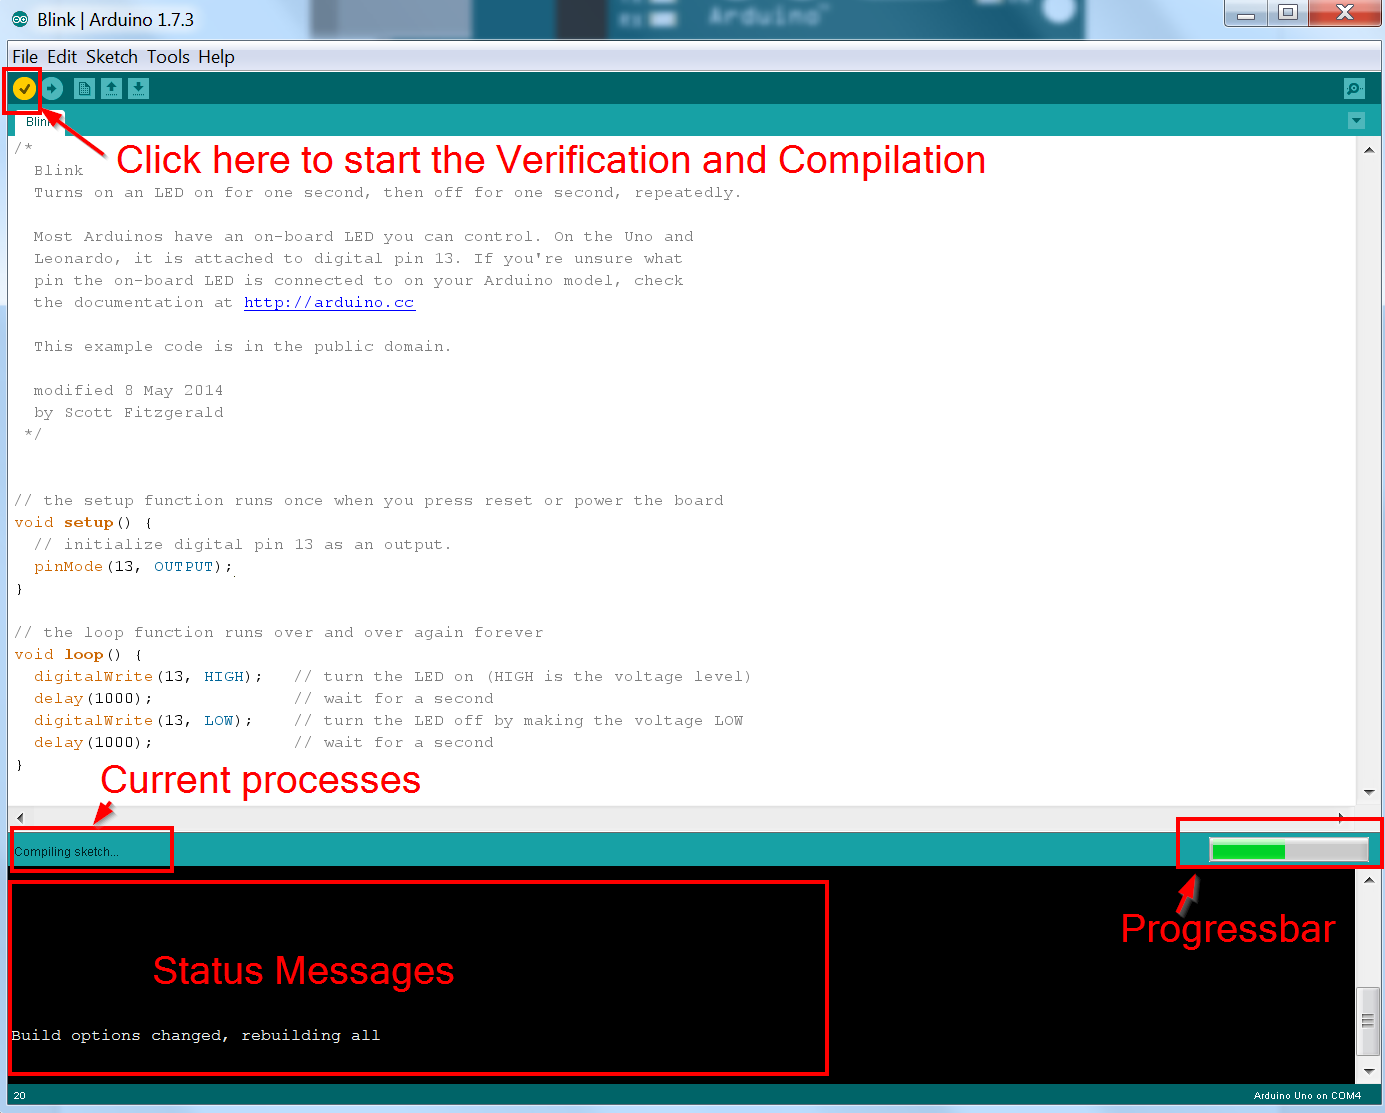 Blink | Arduino 1.7.3
Arduino
File Edit Sketch Tools Help
Blink
Click here to start the Verification and Compilation
/*
Blink
Turns on an LED on for one second, then off for one second, repeatedly.
Most Arduinos have an on-board LED you can control. On the Uno and
Leonardo, it is attached to digital pin 13. If you're unsure what
pin the on-board LED is connected to on your Arduino model, check
the documentation at http://arduino.cc
This example code is in the public domain.
modified 8 May 2014
by Scott Fitzgerald
*/
// the setup function runs once when you press reset or power the board
void setup() {
// initialize digital pin 13 as an output.
pinMode(13, OUTPUT);
}
// the loop function runs over and over again forever
void loop() {
digitalWrite(13, HIGH);   // turn the LED on (HIGH is the voltage level)
delay(1000);              // wait for a second
digitalWrite(13, LOW);    // turn the LED off by making the voltage LOW
delay(1000);              // wait for a second
}
Current processes
Compiling sketch...
Progressbar
Status Messages
Build options changed, rebuilding all
20
Arduino Uno on COM4